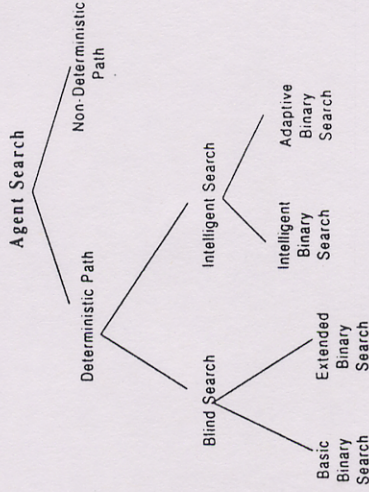 Agent Search
Deterministic Path
Non-Deterministic
Path
Blind Search
Intelligent Search
Basic
Binary
Search
Extended
Binary
Search
Intelligent
Binary
Search
Adaptive
Binary
Search